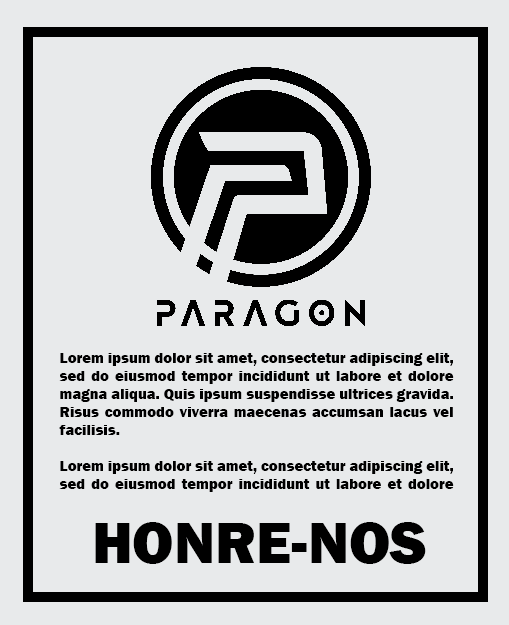 PARAGON
Lorem ipsum dolor sit amet, consectetur adipiscing elit,
sed do eiusmod tempor incididunt ut labore et dolore
magna aliqua. Quis ipsum suspendisse ultrices gravida.
Risus commodo viverra maecenas accumsan lacus vel
facilisis.
Lorem ipsum dolor sit amet, consectetur adipiscing elit,
sed do eiusmod tempor incididunt ut labore et dolore
HONRE-NOS